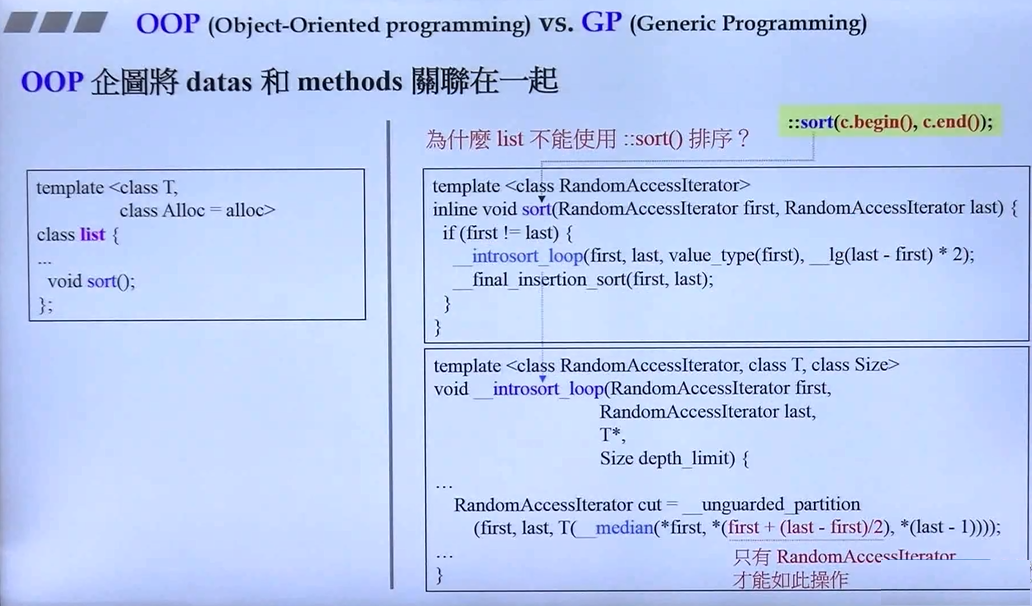 OOP (Object-Oriented programming) vs. GP (Generic Programming)
OOP 企圖將 datas 和 methods 關聯在一起
template <class T,
class Alloc = alloc>
class list {
...
void sort();
};
為什麼 list 不能使用 ::sort() 排序？
::sort(c.begin(), c.end());
template <class RandomAccessIterator>
inline void sort(RandomAccessIterator first, RandomAccessIterator last) {
if (first != last) {
__introsort_loop(first, last, value_type(first), __lg(last - first) * 2);
__final_insertion_sort(first, last);
}
}
template <class RandomAccessIterator, class T, class Size>
void __introsort_loop(RandomAccessIterator first,
RandomAccessIterator last,
T*,
Size depth_limit) {
...
RandomAccessIterator cut = __unguarded_partition
(first, last, T(__median(*first, *(first + (last - first)/2), *(last - 1))));
...
只有 RandomAccessIterator
才能如此操作
}